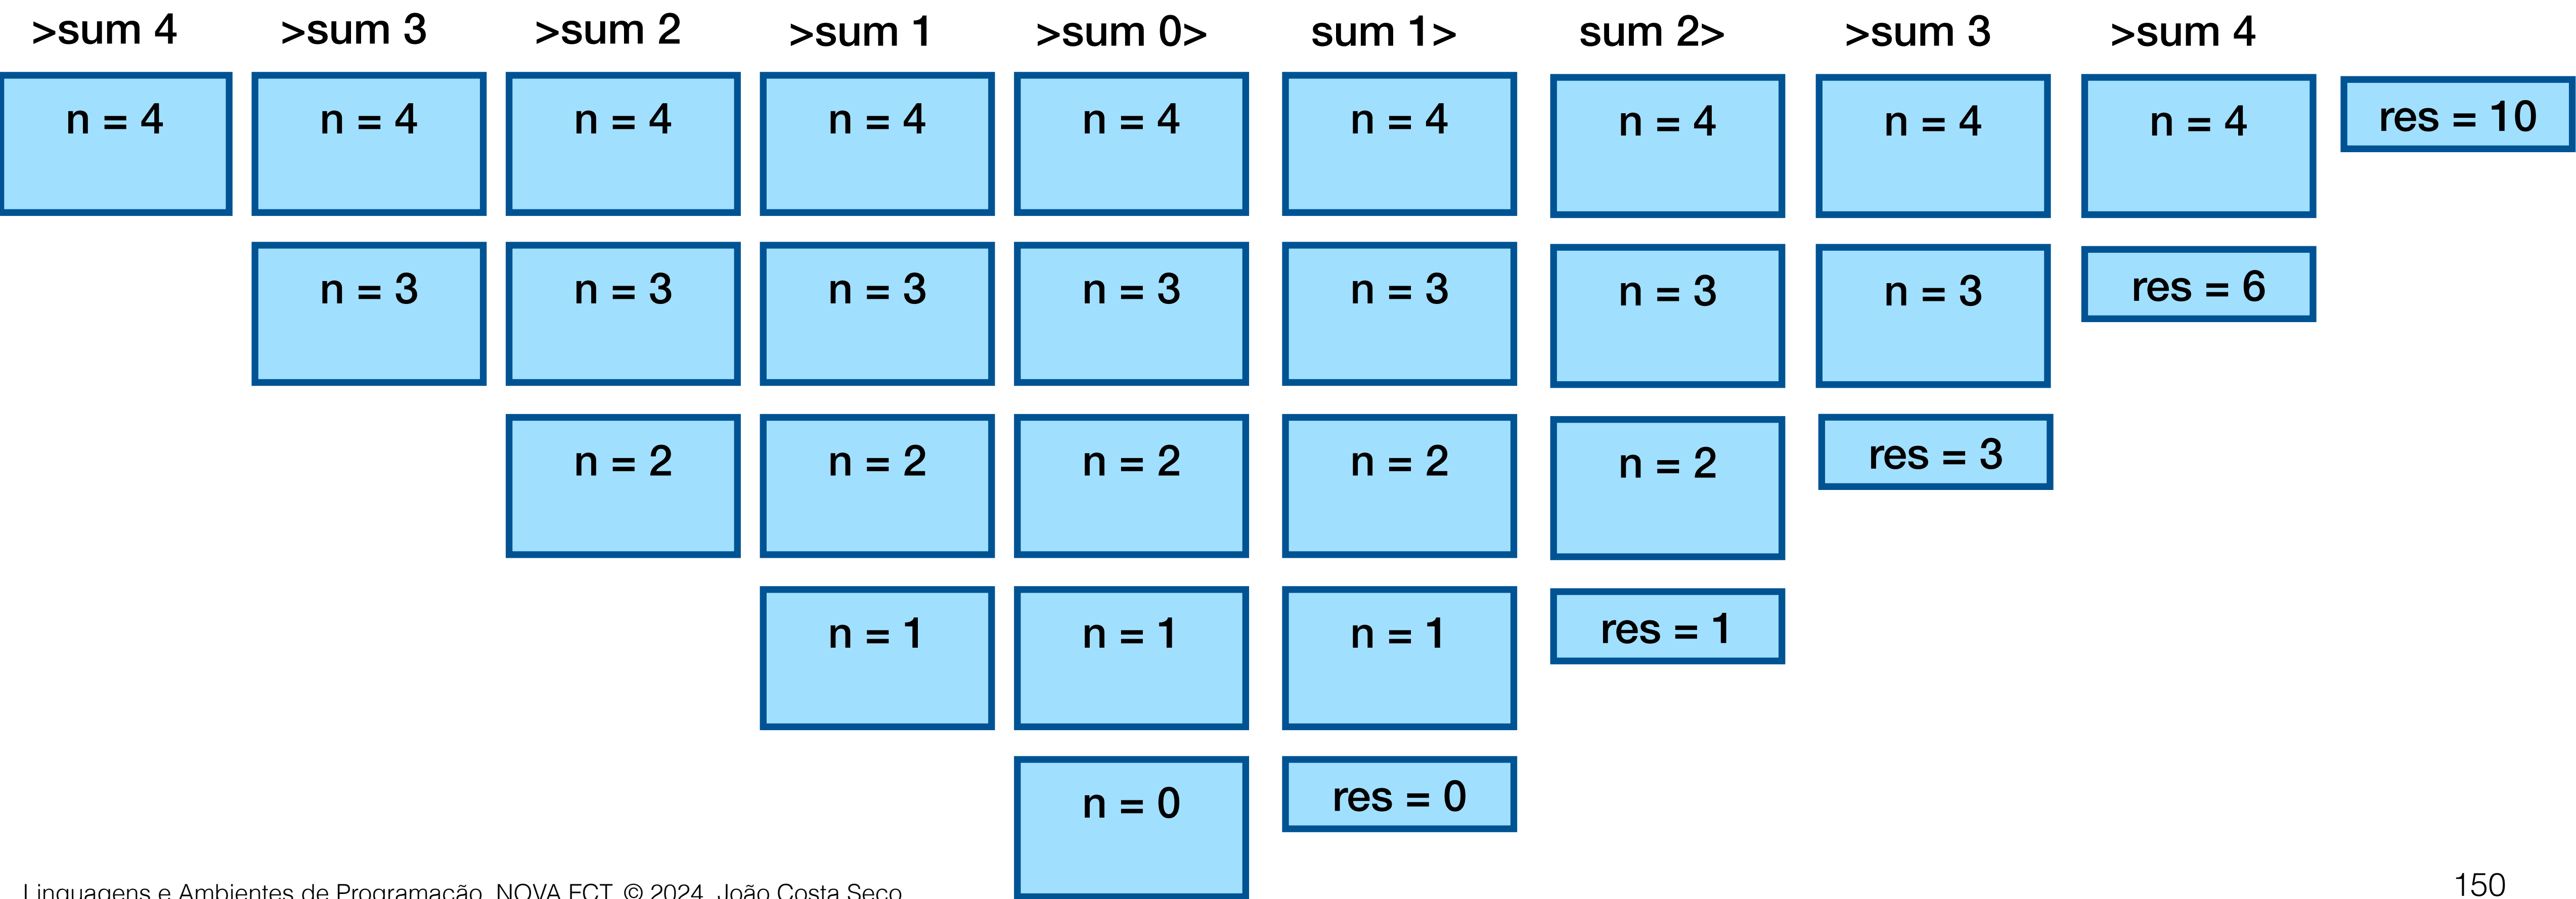 >sum 4 >sum 3 >sum 2 >sum 1 >sum 0> sum 1> sum 2> >sum 3 >sum 4
n = 4 n = 4 n = 4 n = 4 n = 4 n = 4 n = 4 n = 4 n = 4 res = 10
n = 3 n = 3 n = 3 n = 3 n = 3 n = 3 n = 3 res = 6
n = 2 n = 2 n = 2 n = 2 n = 2 res = 3
n = 1 n = 1 n = 1 res = 1
n = 0 res = 0
Linguagens e Ambientes de Programação, NOVA FCT, © 2024, João Costa Seco
150